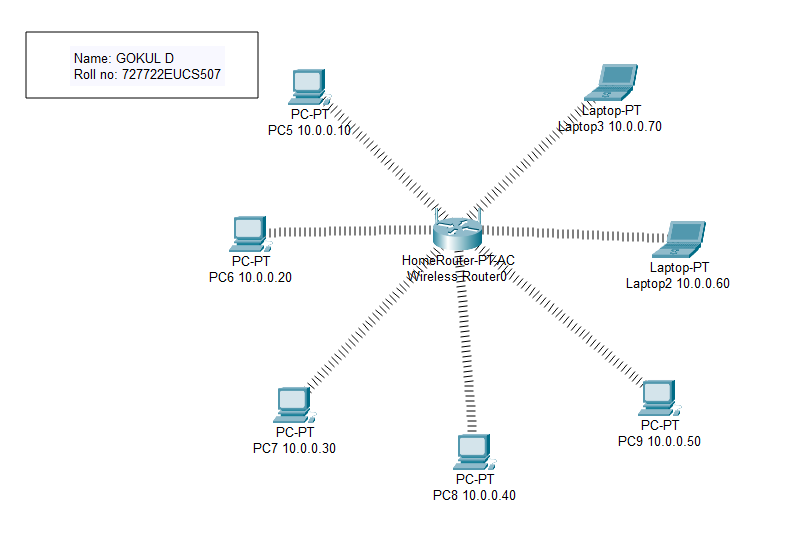 Name: GOKUL D
Roll no: 727722EUCS507
PC-PT
PC5 10.0.0.10
Laptop-PT
Laptop3 10.0.0.70
PC-PT
PC6 10.0.0.20
HomeRouter-PT-AC
Wireless Router0
Laptop-PT
Laptop2 10.0.0.60
PC-PT
PC7 10.0.0.30
PC-PT
PC8 10.0.0.40
PC-PT
PC9 10.0.0.50